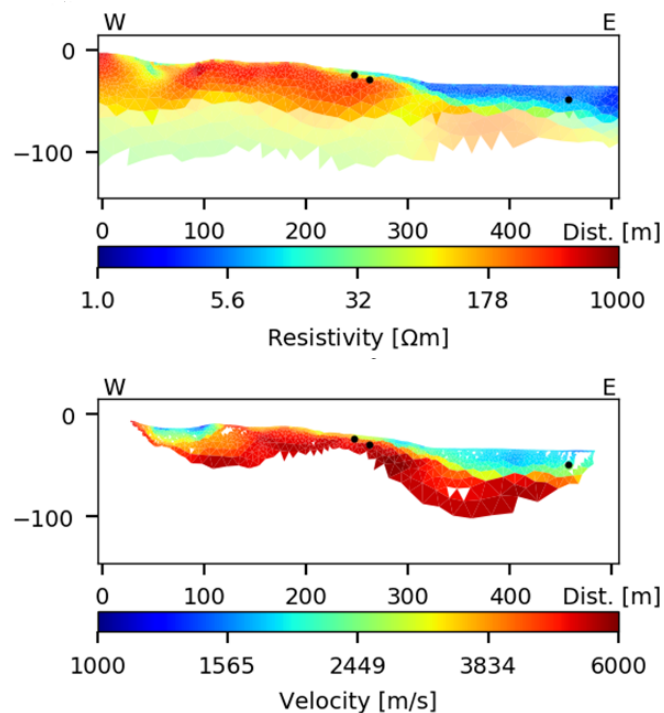 W E
0
−100
0 100 200 300 400 Dist. [m]
1.0 5.6 32 178 1000
Resistivity [Ωm]
W E
0
−100
0 100 200 300 400 Dist. [m]
1000 1565 2449 3834 6000
Velocity [m/s]